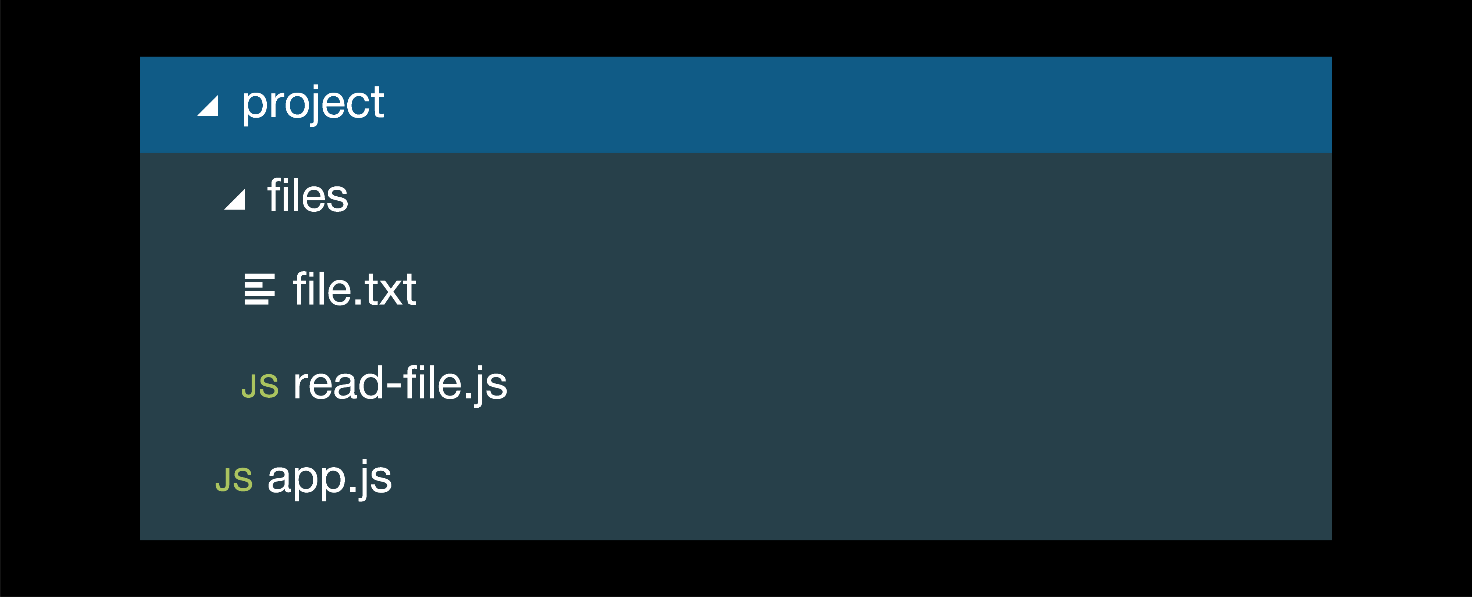 project
files
file.txt
JS read-file.js
JS app.js